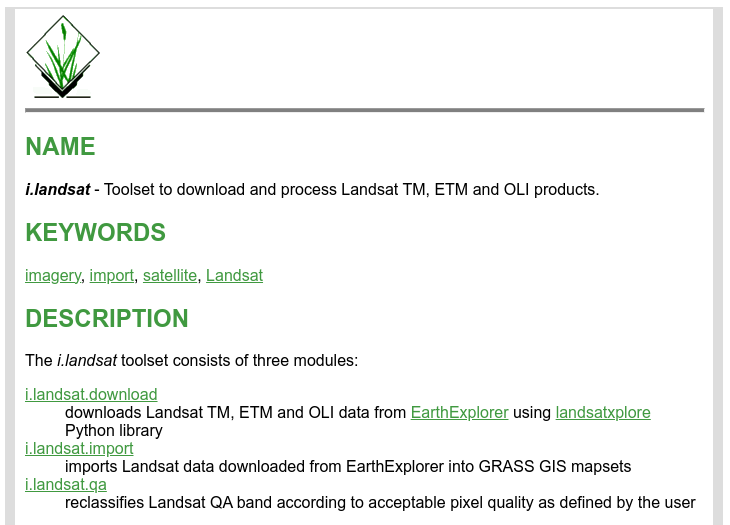 NAME
i.landsat - Toolset to download and process Landsat TM, ETM and OLI products.
KEYWORDS
imagery, import, satellite, Landsat
DESCRIPTION
The i.landsat toolset consists of three modules:
i.landsat.download
downloads Landsat TM, ETM and OLI data from EarthExplorer using landsatxplore
Python library
i.landsat.import
imports Landsat data downloaded from EarthExplorer into GRASS GIS mapsets
i.landsat.qa
reclassifies Landsat QA band according to acceptable pixel quality as defined by the user